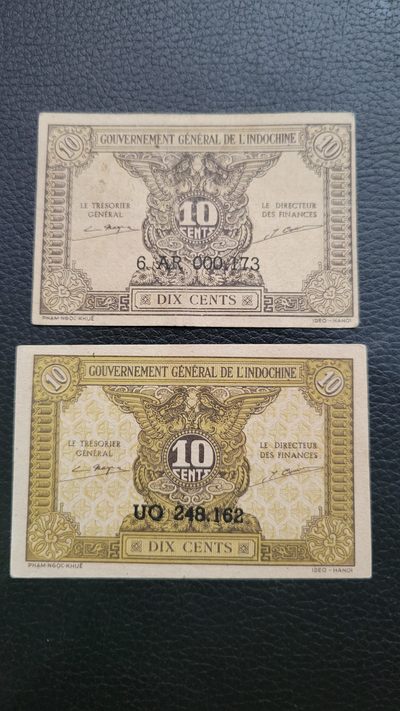 GOUVERNEMENT GÉNÉRAL DE L'INDOCHINE
10 10
LE TRÉSORIER GÉNÉRAL
10 CENTS
LE DIRECTEUR DES FINANCES
6. AR 000,173
DIX CENTS
PHAM-NGỌC-KHUÊ
IDEO-HANOI
GOUVERNEMENT GÉNÉRAL DE L'INDOCHINE
10 10
LE TRÉSORIER GÉNÉRAL
10 CENTS
LE DIRECTEUR DES FINANCES
UO 248.162
DIX CENTS
PHAM-NGỌC-KHUÊ
IDEO-HANOI